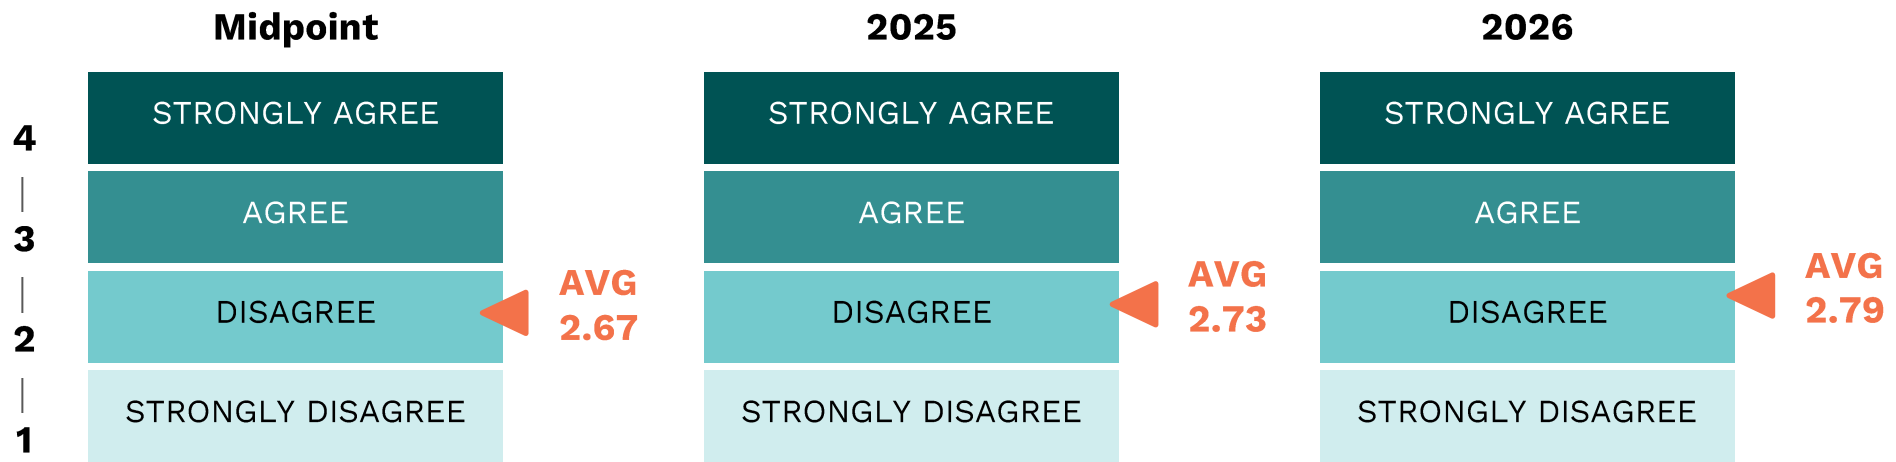 Midpoint
2025
2026
4
3
2
1
STRONGLY AGREE
AGREE
DISAGREE
STRONGLY DISAGREE
AVG
2.67
STRONGLY AGREE
AGREE
DISAGREE
STRONGLY DISAGREE
AVG
2.73
STRONGLY AGREE
AGREE
DISAGREE
STRONGLY DISAGREE
AVG
2.79